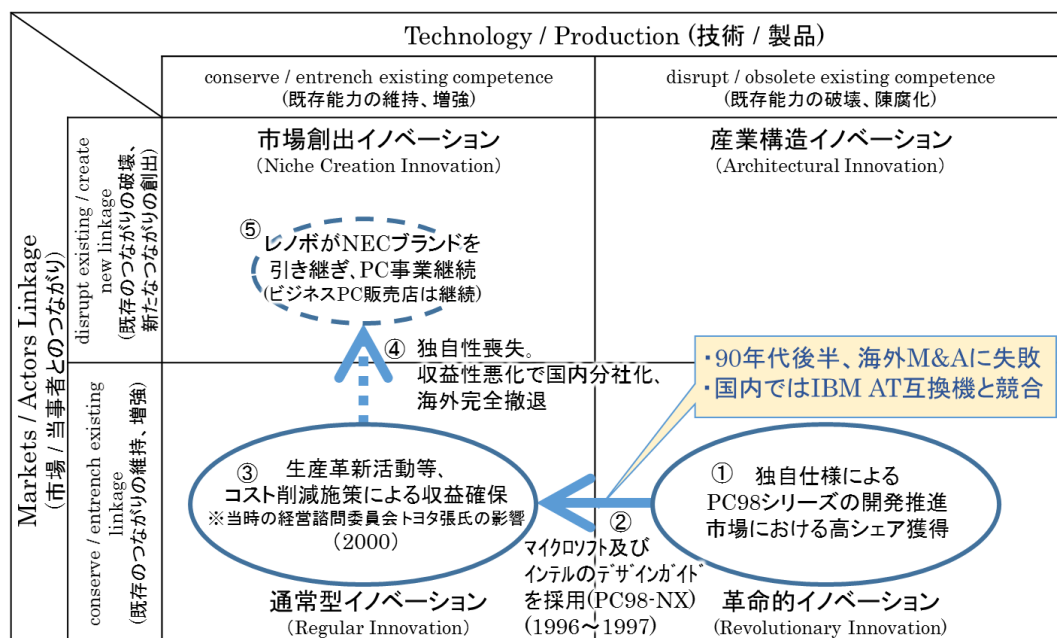 Technology / Production (技術 / 製品)
conserve / entrench existing competence
(既存能力の維持、増強)
disrupt / obsolete existing competence
(既存能力の破壊、陳腐化)
Markets / Actors Linkage
(市場 / 当事者とのつながり)
disrupt existing / create
new linkage
(既存のつながりの破壊、
新たなつながりの創出)
市場創出イノベーション
(Niche Creation Innovation)
産業構造イノベーション
(Architectural Innovation)
⑤
レノボがNECブランドを
引き継ぎ、PC事業継続
(ビジネスPC販売店は継続)
④ 独自性喪失。
収益性悪化で国内分社化、
海外完全撤退
・90年代後半、海外M&Aに失敗
・国内ではIBM AT互換機と競合
conserve / entrench existing
linkage
(既存のつながりの維持、増強)
③ 生産革新活動等、
コスト削減施策による収益確保
※当時の経営諮問委員会トヨタ張氏の影響
(2000)
② 
マイクロソフト及び
インテルのデザインガイド
を採用(PC98-NX)
(1996～1997)
① 独自仕様による
PC98シリーズの開発推進
市場における高シェア獲得
通常型イノベーション
(Regular Innovation)
革命的イノベーション
(Revolutionary Innovation)